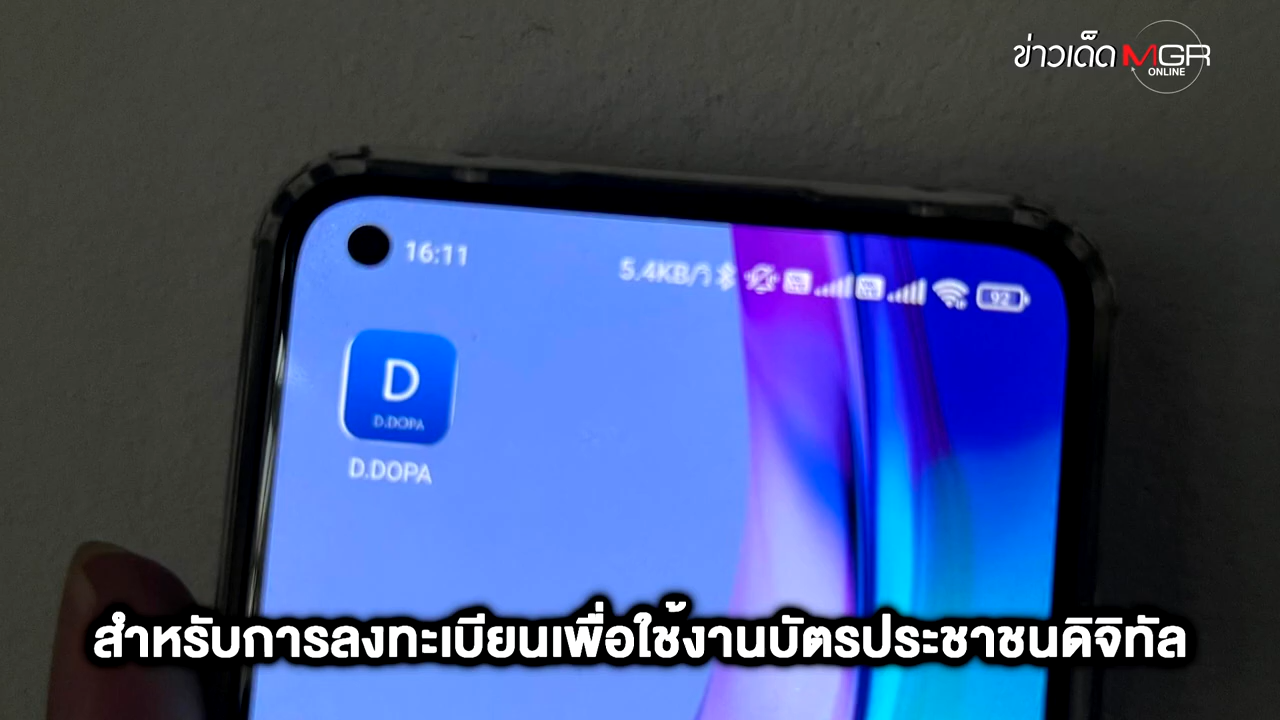 ข่าวเด็ด MGR
ONLINE
16:11
5.4KB/s
92
D
D.DOPA
D.DOPA
สำหรับการลงทะเบียนเพื่อใช้งานบัตรประชาชนดิจิทัล